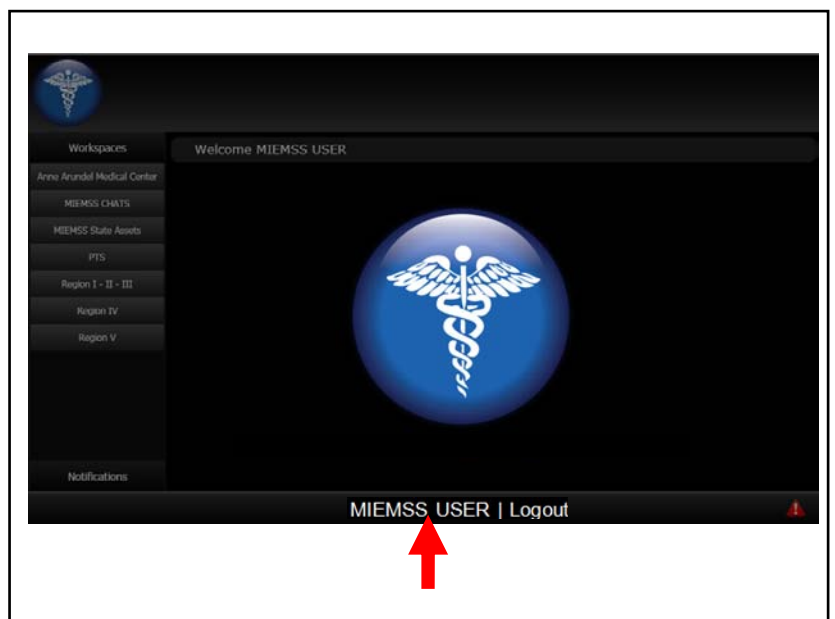 Workspaces
Welcome MIEMSS USER
Anne Arundel Medical Center
MIEMSS CHATS
MIEMSS State Assets
PTS
Region I - II - III
Region IV
Region V
Notifications
MIEMSS USER | Logout